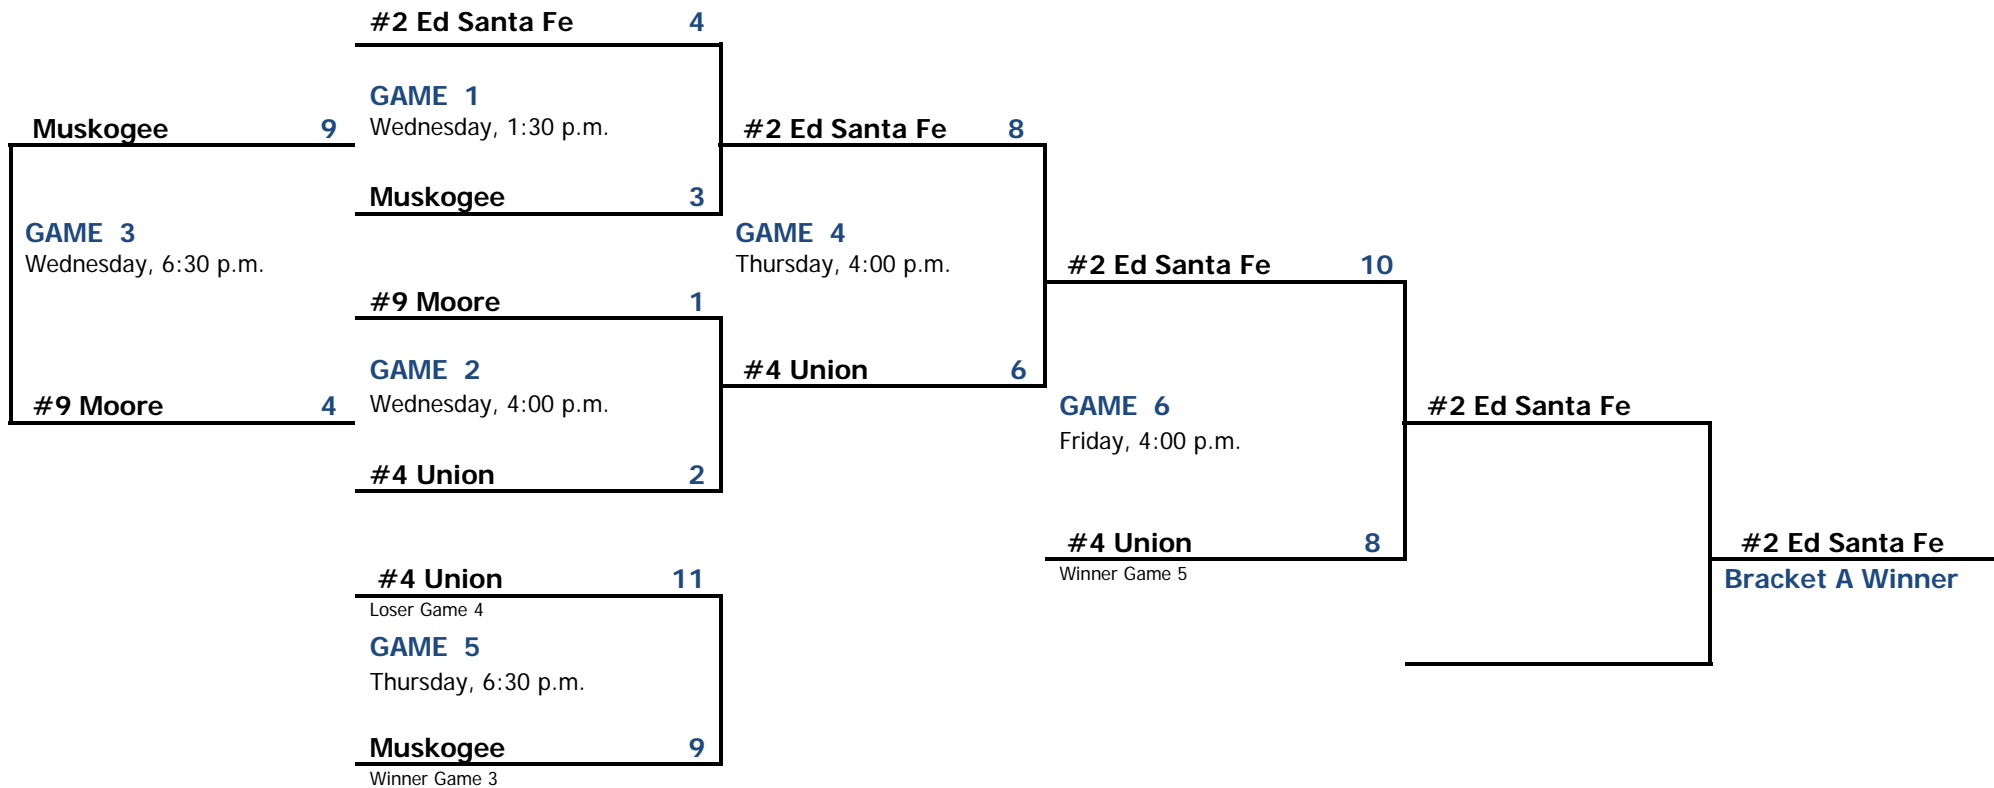 #2 Ed Santa Fe 4
GAME 1
Wednesday, 1:30 p.m.
Muskogee 3
Muskogee 9
GAME 3
Wednesday, 6:30 p.m.
#9 Moore 4
#9 Moore 1
GAME 2
Wednesday, 4:00 p.m.
#4 Union 2
#2 Ed Santa Fe 8
GAME 4
Thursday, 4:00 p.m.
#4 Union 6
#4 Union 11
Loser Game 4
GAME 5
Thursday, 6:30 p.m.
Muskogee 9
Winner Game 3
#2 Ed Santa Fe 10
GAME 6
Friday, 4:00 p.m.
#4 Union 8
Winner Game 5
#2 Ed Santa Fe
#2 Ed Santa Fe
Bracket A Winner